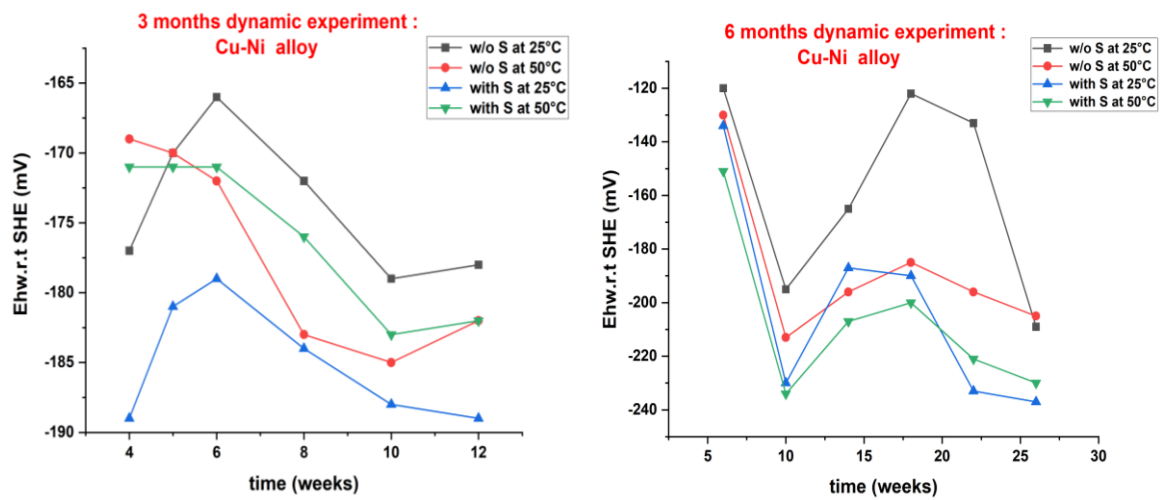 3 months dynamic experiment :
Cu-Ni alloy
w/o S at 25°C
w/o S at 50°C
with S at 25°C
with S at 50°C
-165
-170
-175
-180
-185
-190
Ehw.r.t SHE (mV)
4 6 8 10 12
time (weeks)
6 months dynamic experiment :
Cu-Ni alloy
w/o S at 25°C
w/o S at 50°C
with S at 25°C
with S at 50°C
-120
-140
-160
-180
-200
-220
-240
Ehw.r.t SHE (mV)
5 10 15 20 25 30
time (weeks)